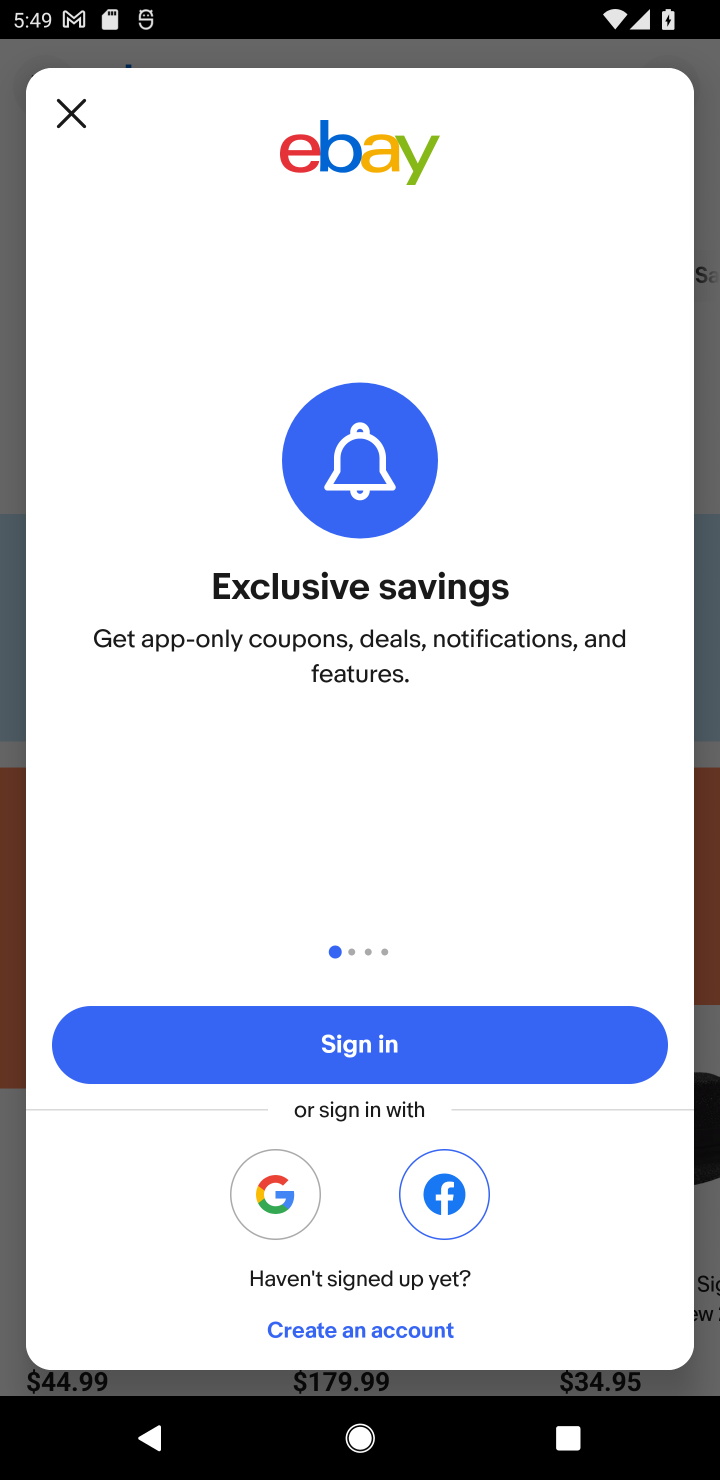 5:49
Sa
ebay
Exclusive savings
Get app-only coupons, deals, notifications, and
features.
Sign in
or sign in with
Haven't signed up yet?
Create an account
$44.99
$179.99
$34.95